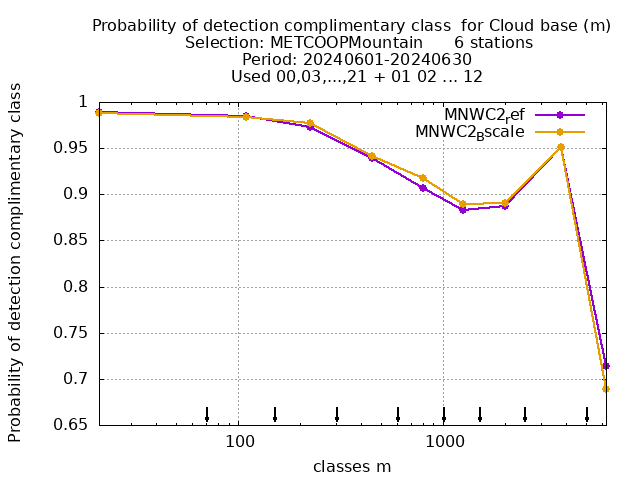 Probability of detection complimentary class  for Cloud base (m)
Selection: METCOOPMountain      6 stations
Period: 20240601-20240630
Used 00,03,...,21 + 01 02 ... 12
Probability of detection complimentary class
MNWC2ref
MNWC2Bscale
1
0.95
0.9
0.85
0.8
0.75
0.7
0.65
100
1000
classes m